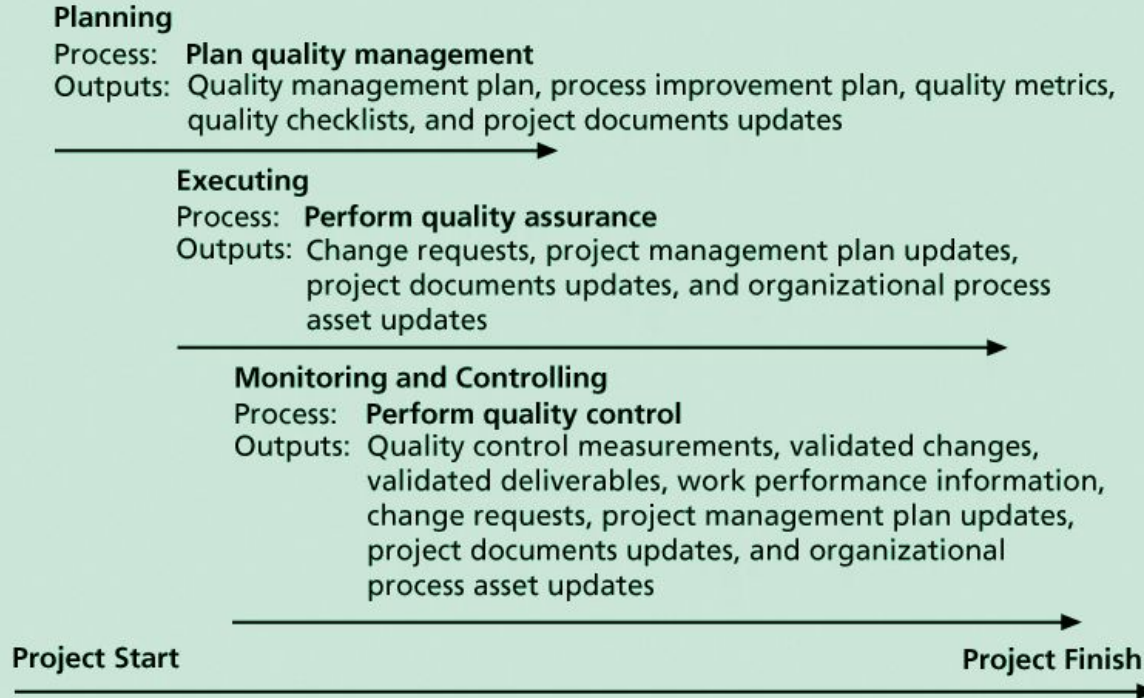 Planning
Process: Plan quality management
Outputs: Quality management plan, process improvement plan, quality metrics,
quality checklists, and project documents updates
Executing
Process: Perform quality assurance
Outputs: Change requests, project management plan updates,
project documents updates, and organizational process
asset updates
Monitoring and Controlling
Process: Perform quality control
Outputs: Quality control measurements, validated changes,
validated deliverables, work performance information,
change requests, project management plan updates,
project documents updates, and organizational
process asset updates
Project Start Project Finish